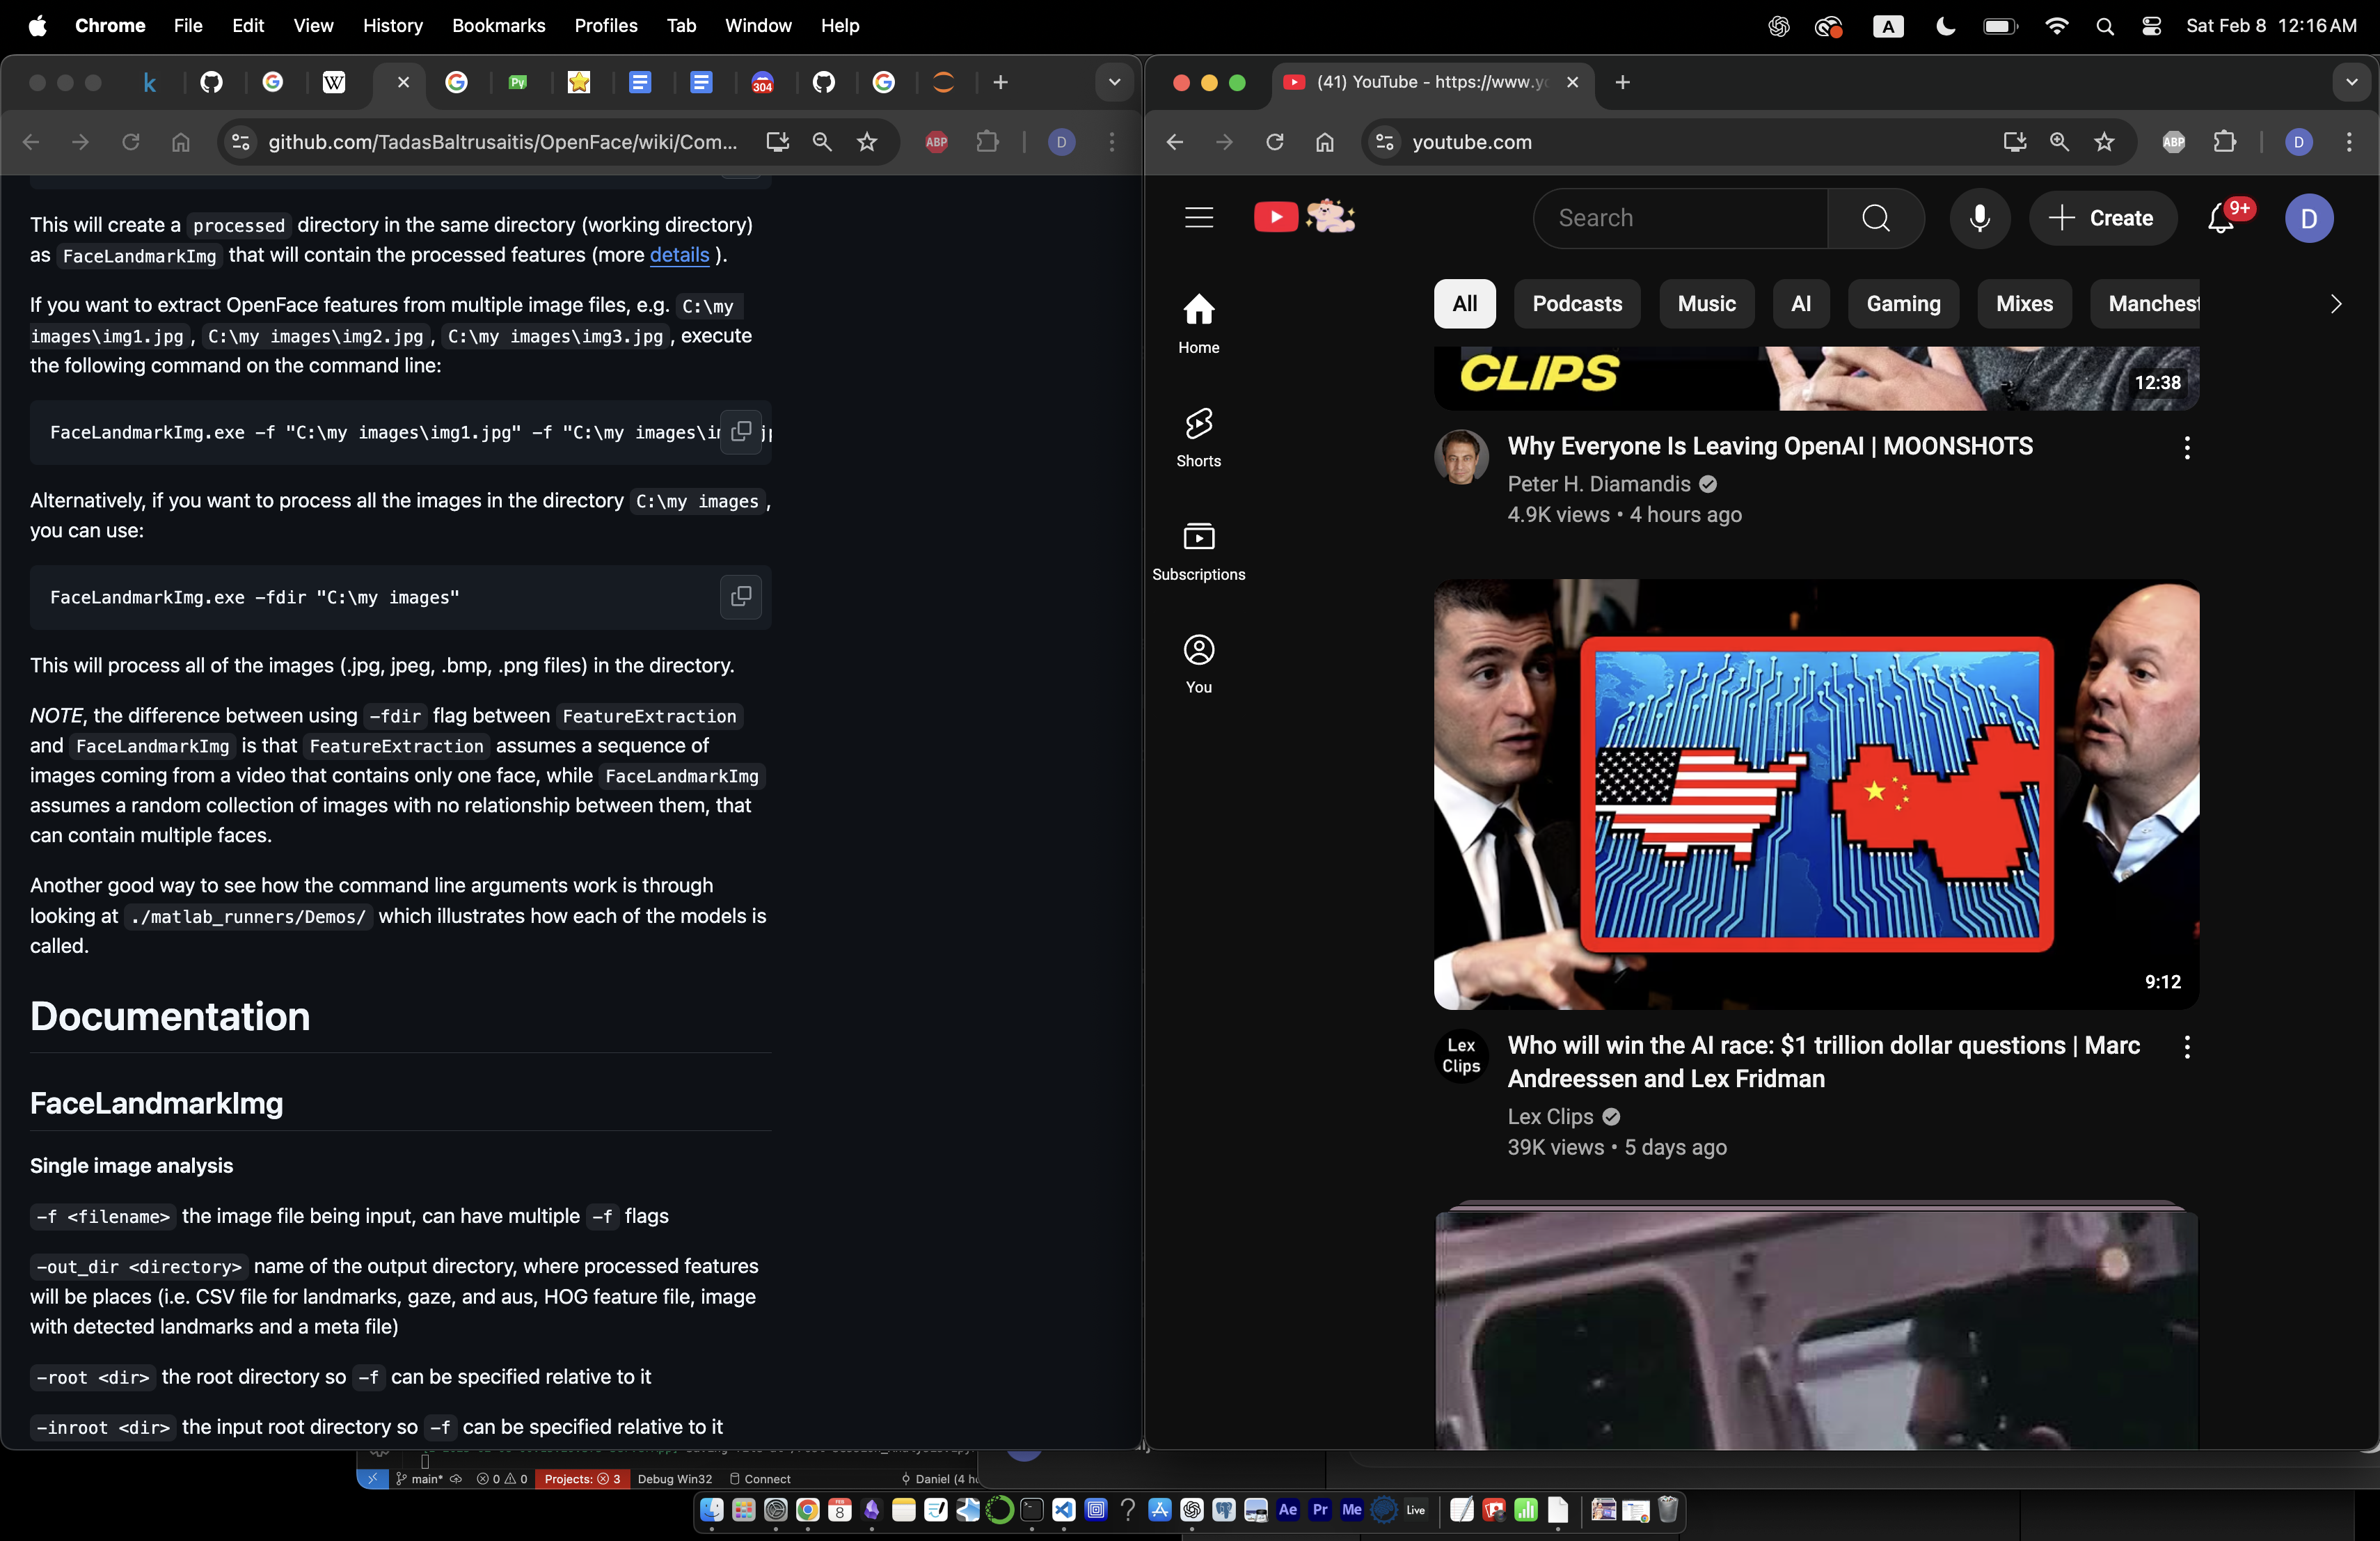 Chrome File Edit View History Bookmarks Profiles Tab Window Help
A
Sat Feb 8 12:16 AM
k W Py 304
github.com/TadasBaltrusaitis/OpenFace/wiki/Com...
ABP D
This will create a processed directory in the same directory (working directory)
as FaceLandmarkImg that will contain the processed features (more details ).
If you want to extract OpenFace features from multiple image files, e.g. C:\my
images\img1.jpg , C:\my images\img2.jpg , C:\my images\img3.jpg , execute
the following command on the command line:
FaceLandmarkImg.exe -f "C:\my images\img1.jpg" -f "C:\my images\i
Alternatively, if you want to process all the images in the directory C:\my images ,
you can use:
FaceLandmarkImg.exe -fdir "C:\my images"
This will process all of the images (.jpg, jpeg, .bmp, .png files) in the directory.
NOTE, the difference between using -fdir flag between FeatureExtraction
and FaceLandmarkImg is that FeatureExtraction assumes a sequence of
images coming from a video that contains only one face, while FaceLandmarkImg
assumes a random collection of images with no relationship between them, that
can contain multiple faces.
Another good way to see how the command line arguments work is through
looking at ./matlab_runners/Demos/ which illustrates how each of the models is
called.
Documentation
FaceLandmarkImg
Single image analysis
-f <filename> the image file being input, can have multiple -f flags
-out_dir <directory> name of the output directory, where processed features
will be places (i.e. CSV file for landmarks, gaze, and aus, HOG feature file, image
with detected landmarks and a meta file)
-root <dir> the root directory so -f can be specified relative to it
-inroot <dir> the input root directory so -f can be specified relative to it
(41) YouTube - https://www.yo
youtube.com
ABP D
Search
Create
9+
D
Home
Shorts
Subscriptions
You
All Podcasts Music AI Gaming Mixes Manchest
CLIPS
12:38
Why Everyone Is Leaving OpenAI | MOONSHOTS
Peter H. Diamandis
4.9K views • 4 hours ago
9:12
Lex
Clips
Who will win the AI race: $1 trillion dollar questions | Marc
Andreessen and Lex Fridman
Lex Clips
39K views • 5 days ago
main* 0 0 Projects: 3 Debug Win32 Connect Daniel (4 h
FEB
8
Ae Pr Me Live